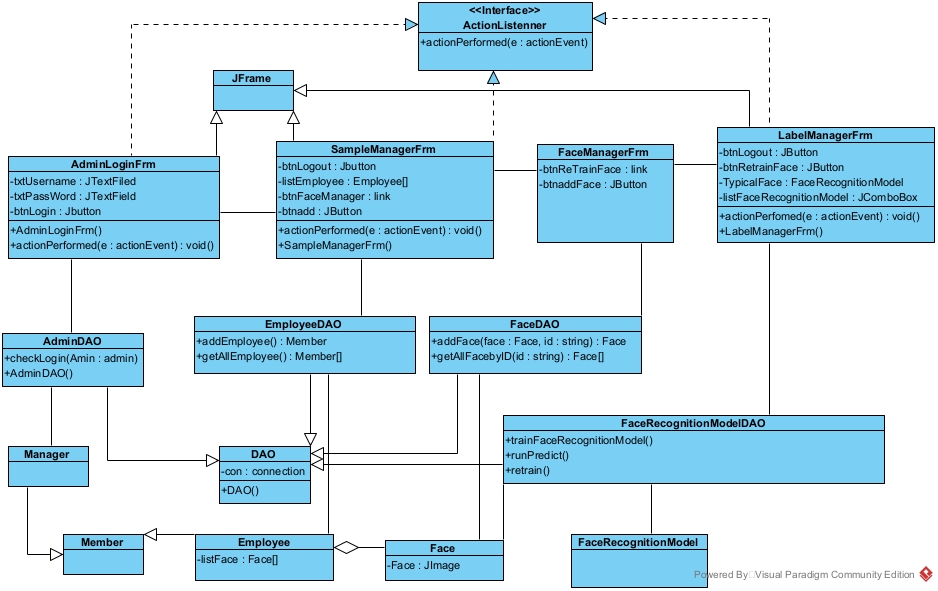 <<Interface>>
ActionListenner
+actionPerformed(e : actionEvent)
JFrame
AdminLoginFrm
-txtUsername : JTextFiled
-txtPassWord : JTextField
-btnLogin : Jbutton
+AdminLoginFrm()
+actionPerformed(e : actionEvent) : void()
SampleManagerFrm
-btnLogout : Jbutton
-listEmployee : Employee[]
-btnFaceManager : link
-btnadd : JButton
+actionPerformed(e : actionEvent) : void()
+SampleManagerFrm()
FaceManagerFrm
-btnReTrainFace : link
-btnaddFace : JButton
LabelManagerFrm
-btnLogout : JButton
-btnRetrainFace : JButton
-TypicalFace : FaceRecognitionModel
-listFaceRecognitionModel : JComboBox
+actionPerfomed(e : actionEvent) : void()
+LabelManagerFrm()
AdminDAO
+checkLogin(Amin : admin)
+AdminDAO()
EmployeeDAO
+addEmployee() : Member
+getAllEmployee() : Member[]
FaceDAO
+addFace(face : Face, id : string) : Face
+getAllFacebyID(id : string) : Face[]
FaceRecognitionModelDAO
+trainFaceRecognitionModel()
+runPredict()
+retrain()
Manager
DAO
-con : connection
+DAO()
Member
Employee
-listFace : Face[]
Face
-Face : JImage
FaceRecognitionModel
Powered By Visual Paradigm Community Edition